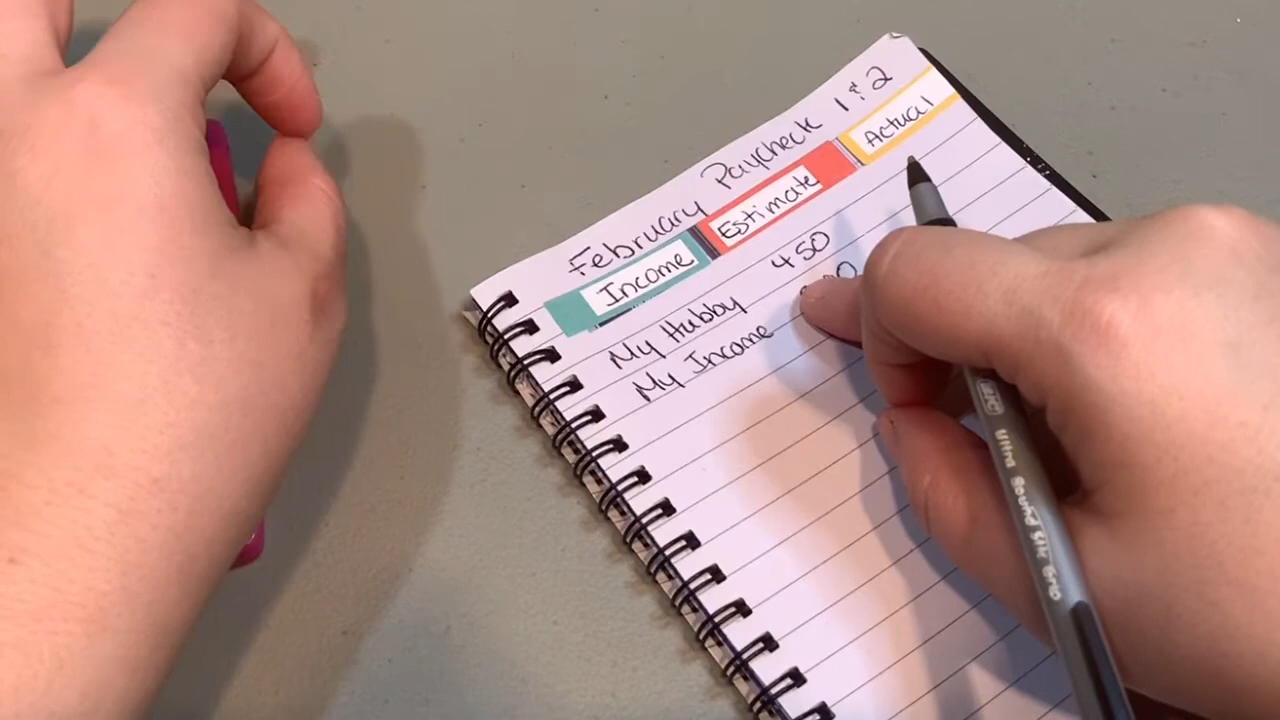 February Paycheck 1 & 2
Income Estimate Actual
My Hubby 450
My Income
BIC Ultra Round Stic Grip